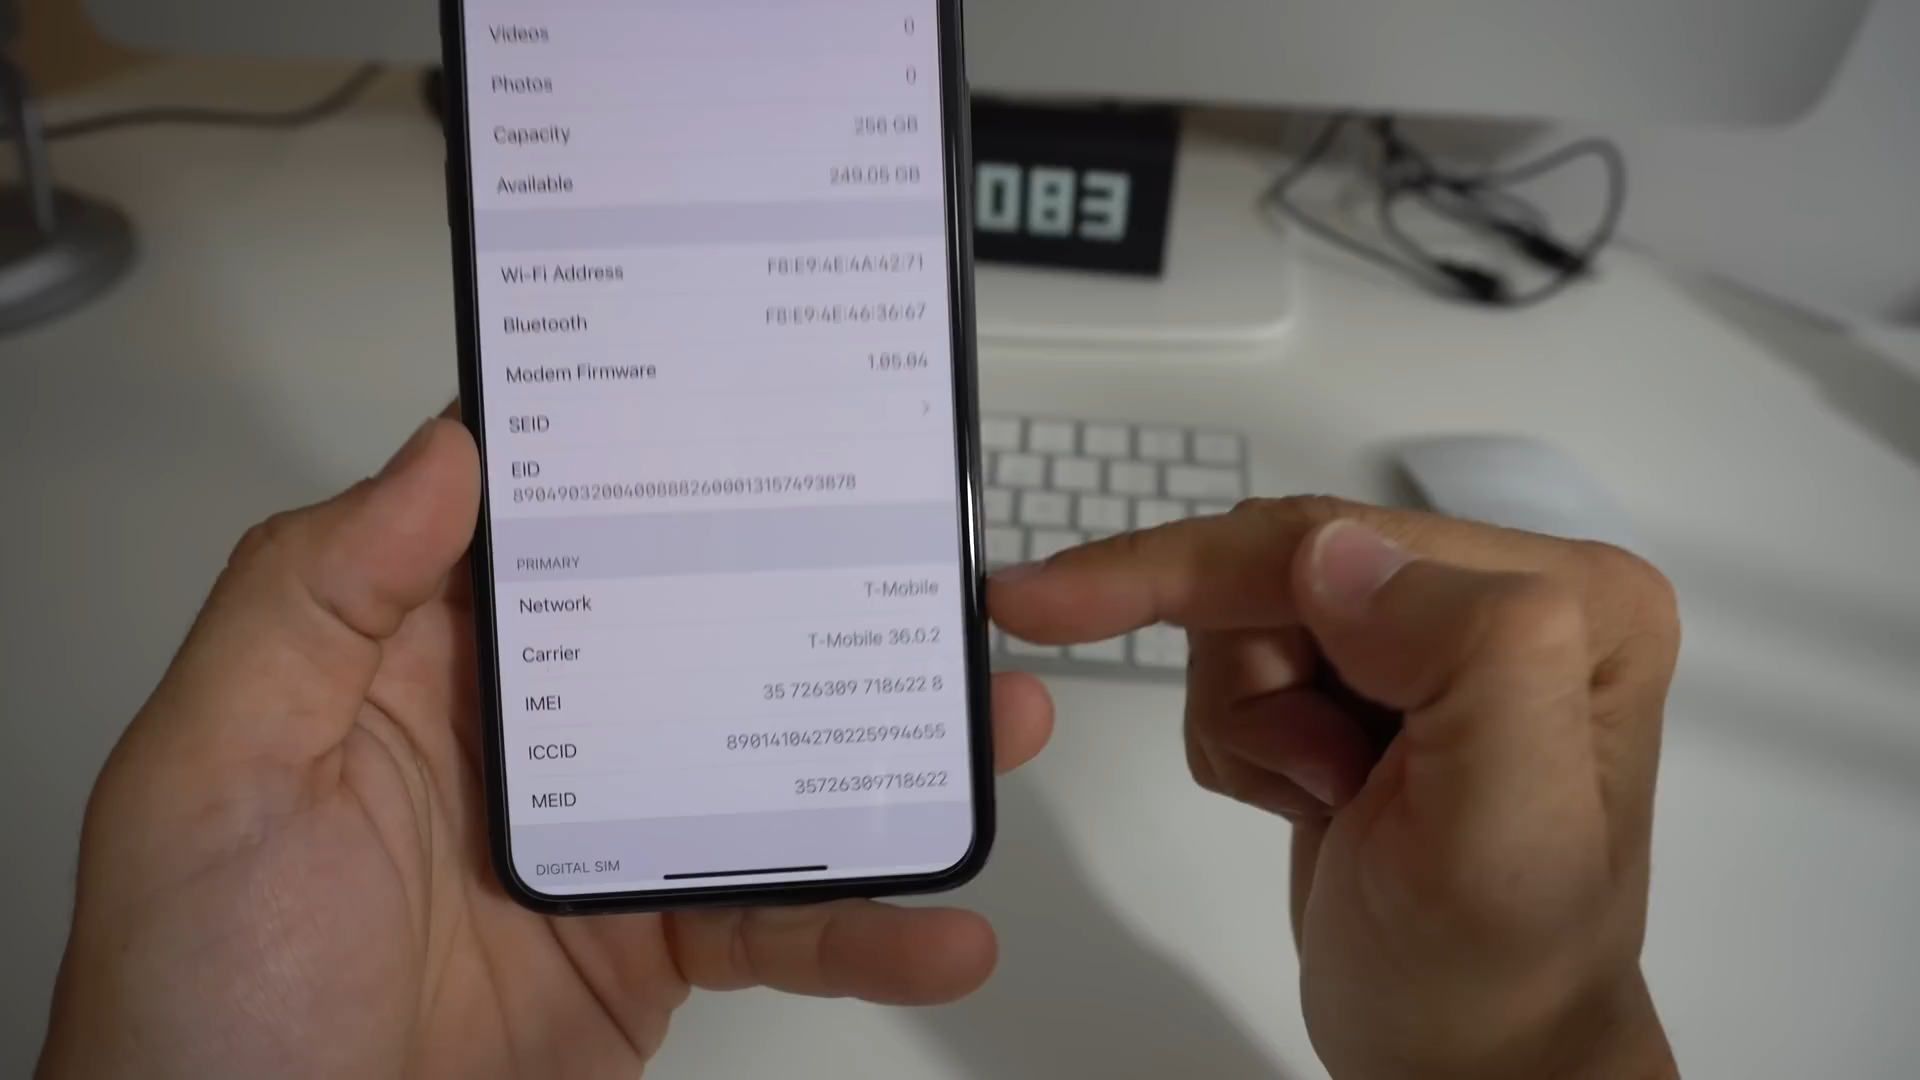 Videos 0
Photos 0
Capacity 256 GB
Available 249.05 GB
083
Wi-Fi Address F8:E9:4E:4A:42:71
Bluetooth F8:E9:4E:46:36:67
Modem Firmware 1.05.04
SEID
EID
89049032004008882600013157493878
PRIMARY
Network T-Mobile
Carrier T-Mobile 36.0.2
IMEI 35 726309 718622 8
ICCID 89014104270225994655
MEID 35726309718622
DIGITAL SIM